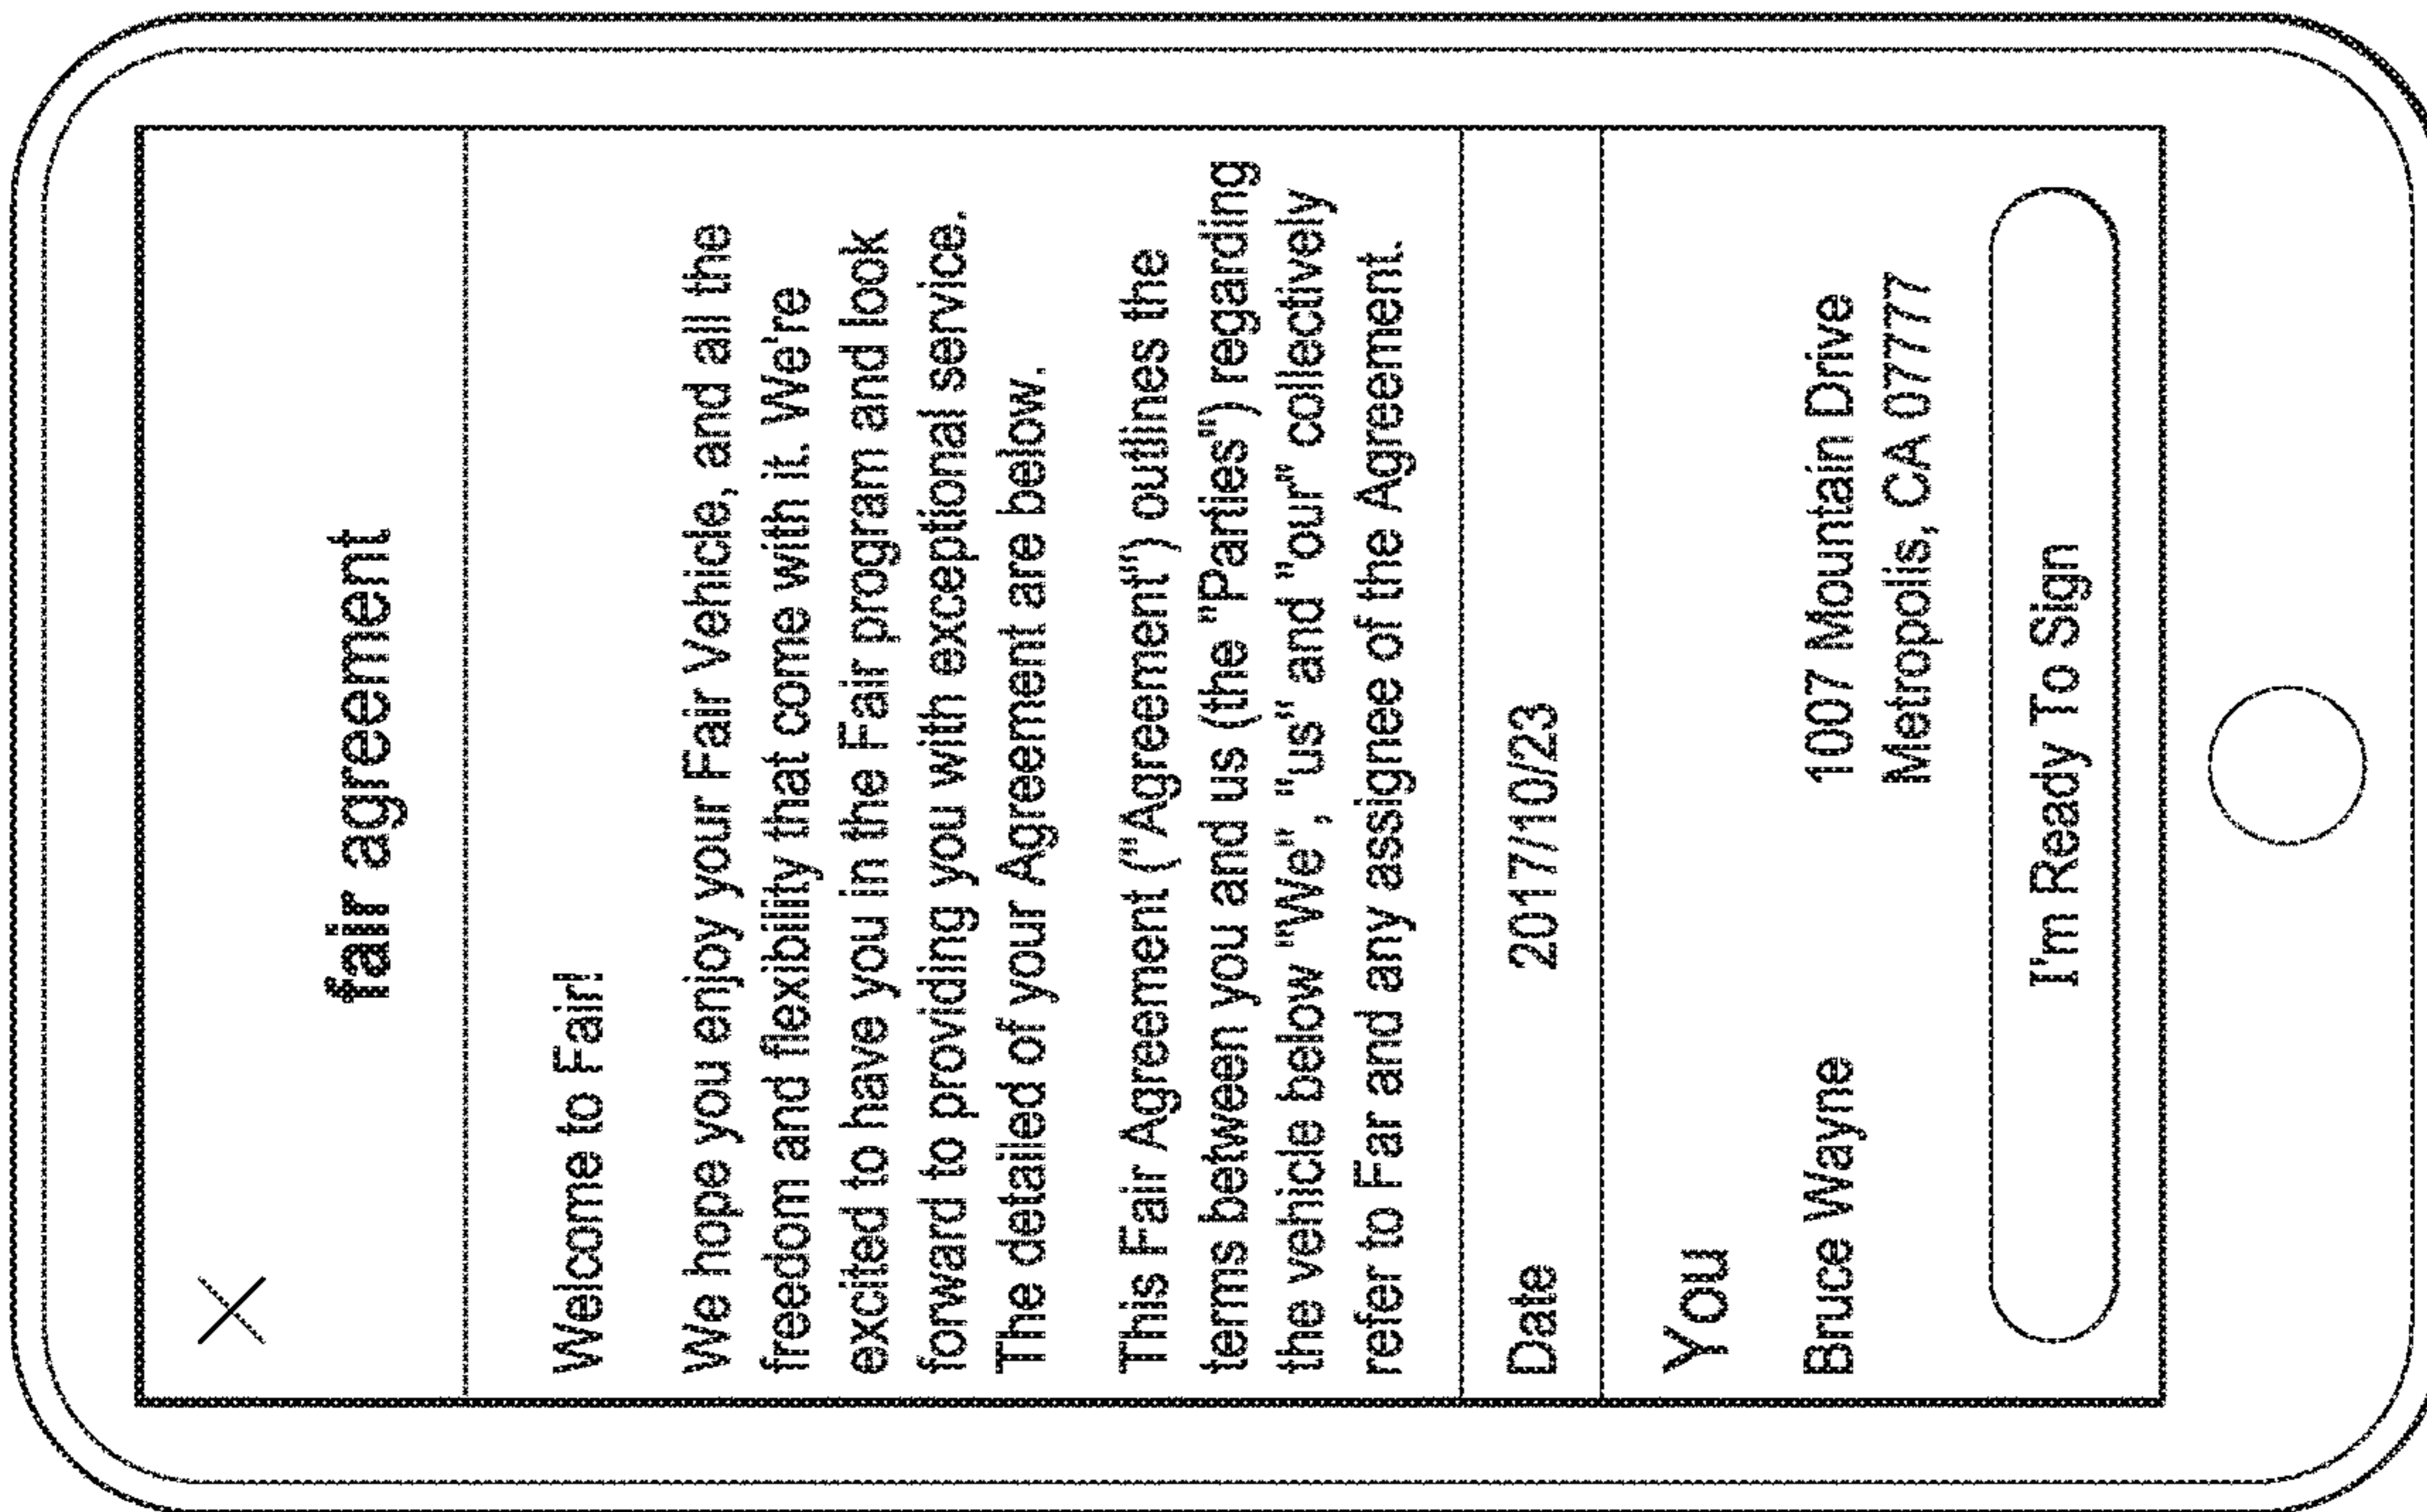 fair agreement
Welcome to Fair!
We hope you enjoy your Fair Vehicle, and all the
freedom and flexibility that come with it. We're
excited to have you in the Fair program and look
forward to providing you with exceptional service.
The detailed of your Agreement are below.
This Fair Agreement ("Agreement") outlines the
terms between you and us (the "Parties") regarding
the vehicle below "We", "us" and "our" collectively
refer to Far and any assignee of the Agreement.
Date 2017/10/23
You
Bruce Wayne 1007 Mountain Drive
Metropolis, CA 07777
I'm Ready To Sign